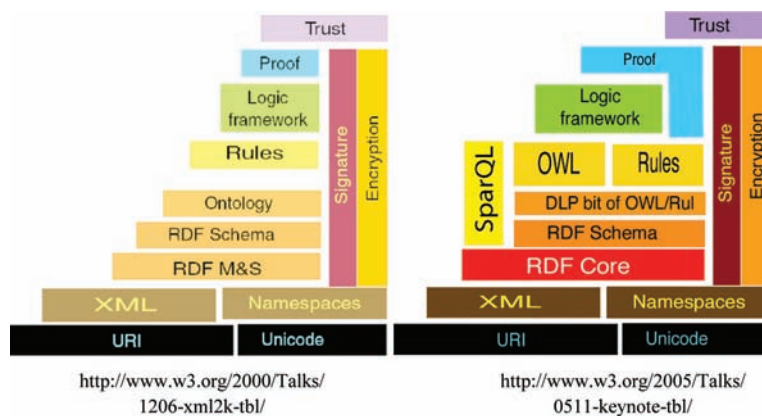 Trust
Proof
Logic
framework
Rules
Ontology
RDF Schema
RDF M&S
Signature
Encryption
XML
Namespaces
URI
Unicode
http://www.w3.org/2000/Talks/
1206-xml2k-tbl/
Trust
Proof
Logic
framework
SparQL
OWL
Rules
DLP bit of OWL/Rul
RDF Schema
RDF Core
Signature
Encryption
XML
Namespaces
URI
Unicode
http://www.w3.org/2005/Talks/
0511-keynote-tbl/